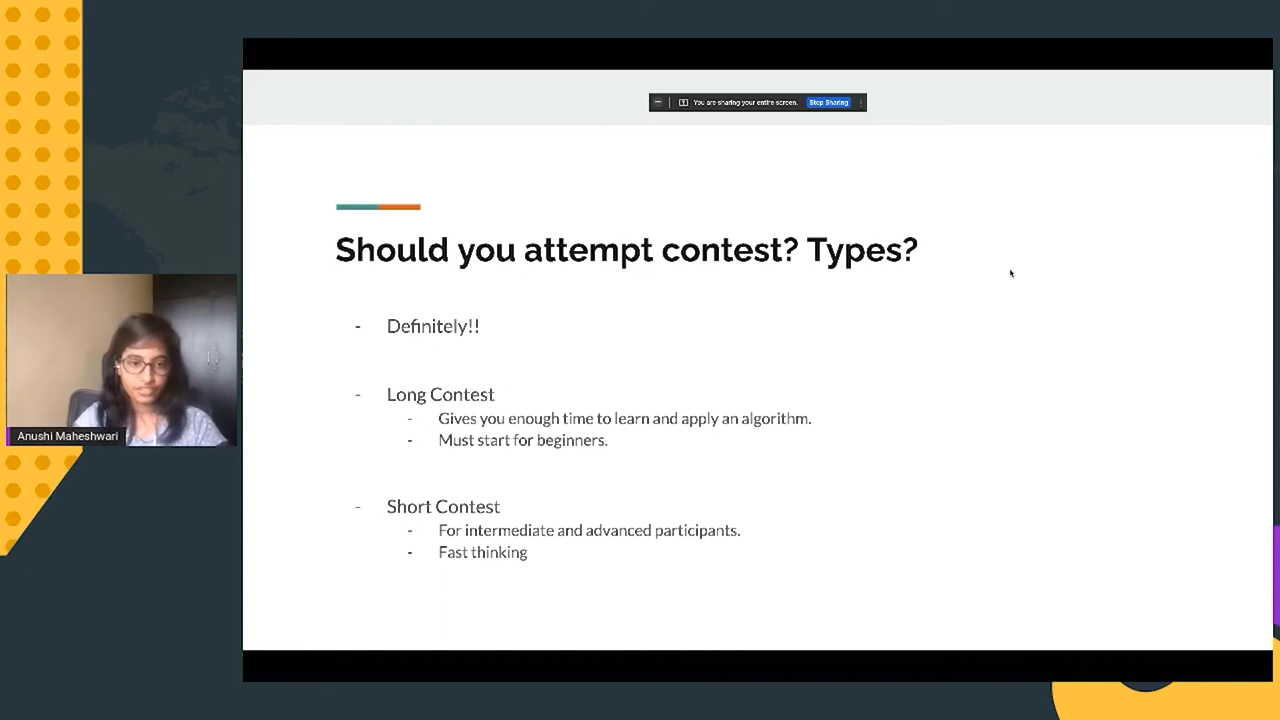 You are sharing your entire screen.
Stop Sharing
Should you attempt contest? Types?
- Definitely!!
- Long Contest
- Gives you enough time to learn and apply an algorithm.
- Must start for beginners.
- Short Contest
- For intermediate and advanced participants.
- Fast thinking
Anushi Maheshwari